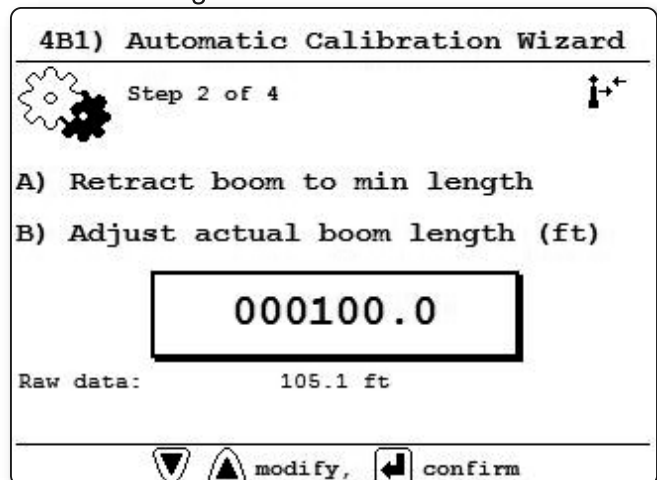 4B1) Automatic Calibration Wizard
Step 2 of 4
A) Retract boom to min length
B) Adjust actual boom length (ft)
000100.0
Raw data: 105.1 ft
modify, confirm